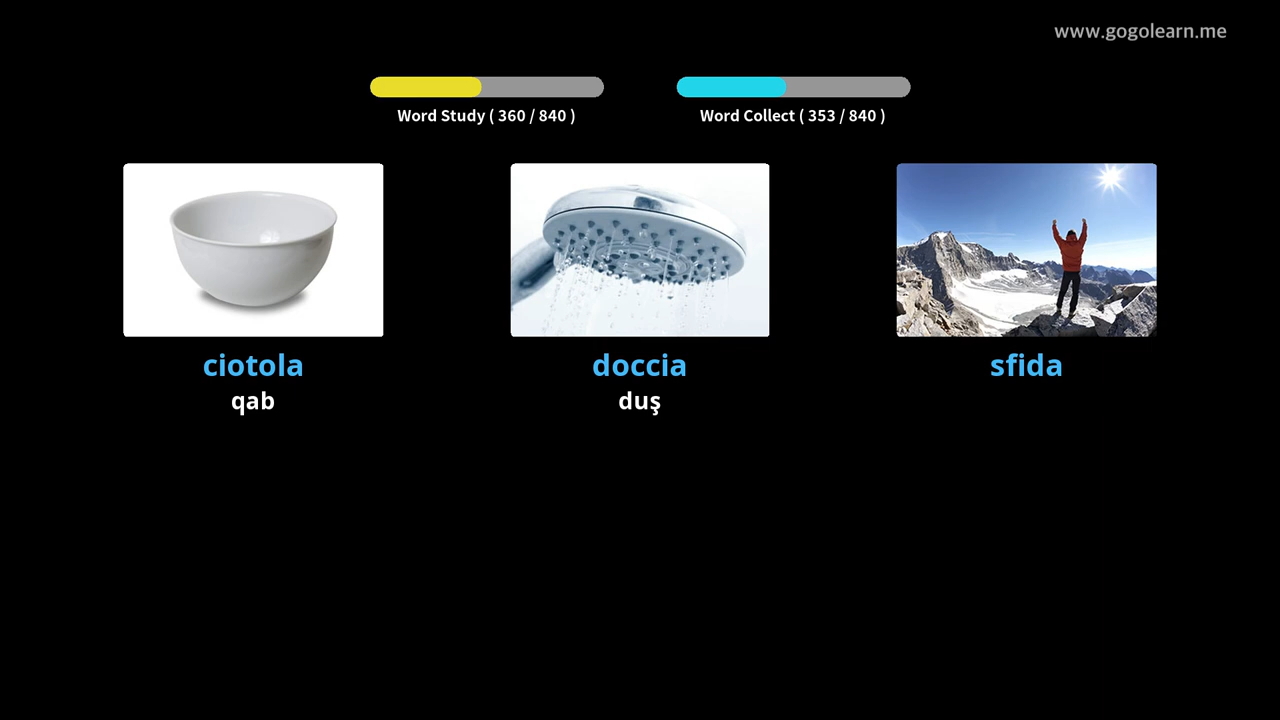 www.gogolearn.me
Word Study ( 360 / 840 )
Word Collect ( 353 / 840 )
ciotola
doccia
sfida
qab
duş